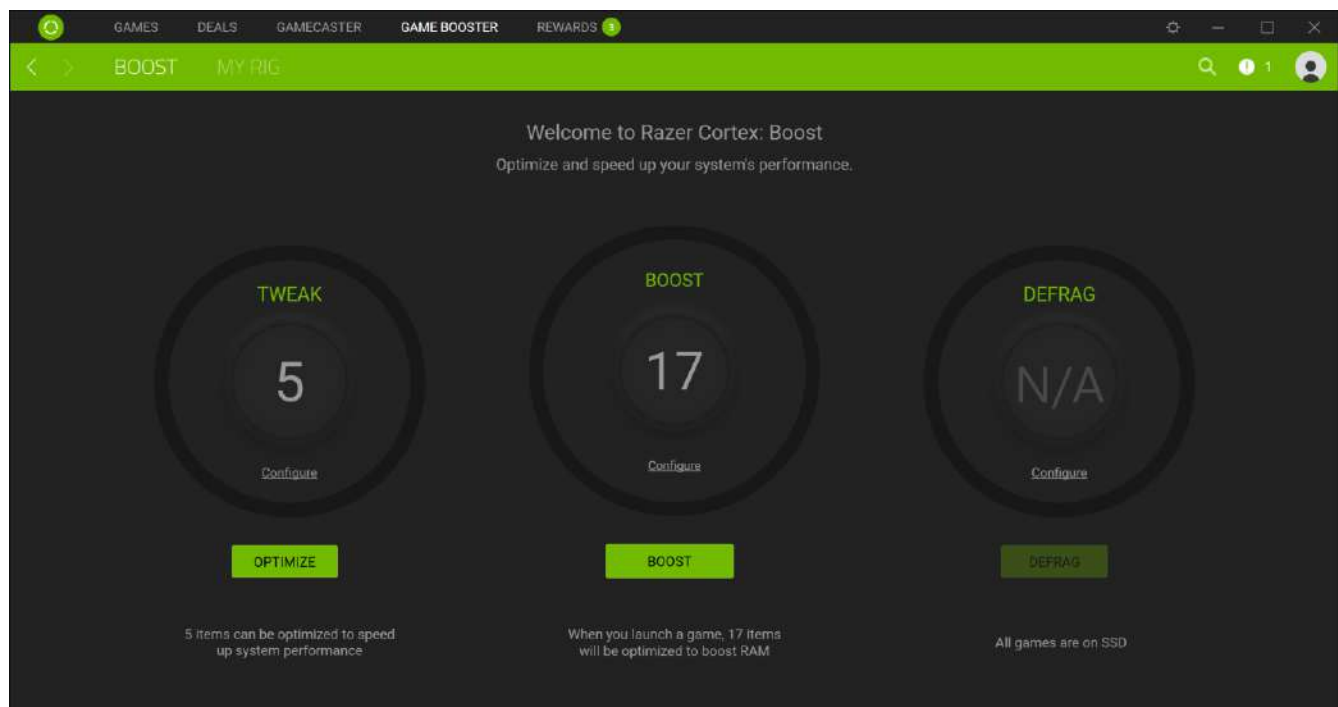 GAMES DEALS GAMECASTER GAME BOOSTER REWARDS 3
BOOST MY RIG 1
Welcome to Razer Cortex: Boost
Optimize and speed up your system's performance.
TWEAK
5
Configure
OPTIMIZE
5 items can be optimized to speed
up system performance
BOOST
17
Configure
BOOST
When you launch a game, 17 items
will be optimized to boost RAM
DEFRAG
N/A
Configure
DEFRAG
All games are on SSD